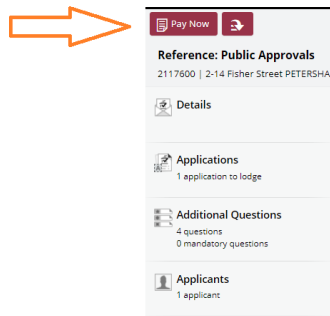 Pay Now
Reference: Public Approvals
2117600 | 2-14 Fisher Street PETERSHA
Details
Applications
1 application to lodge
Additional Questions
4 questions
0 mandatory questions
Applicants
1 applicant